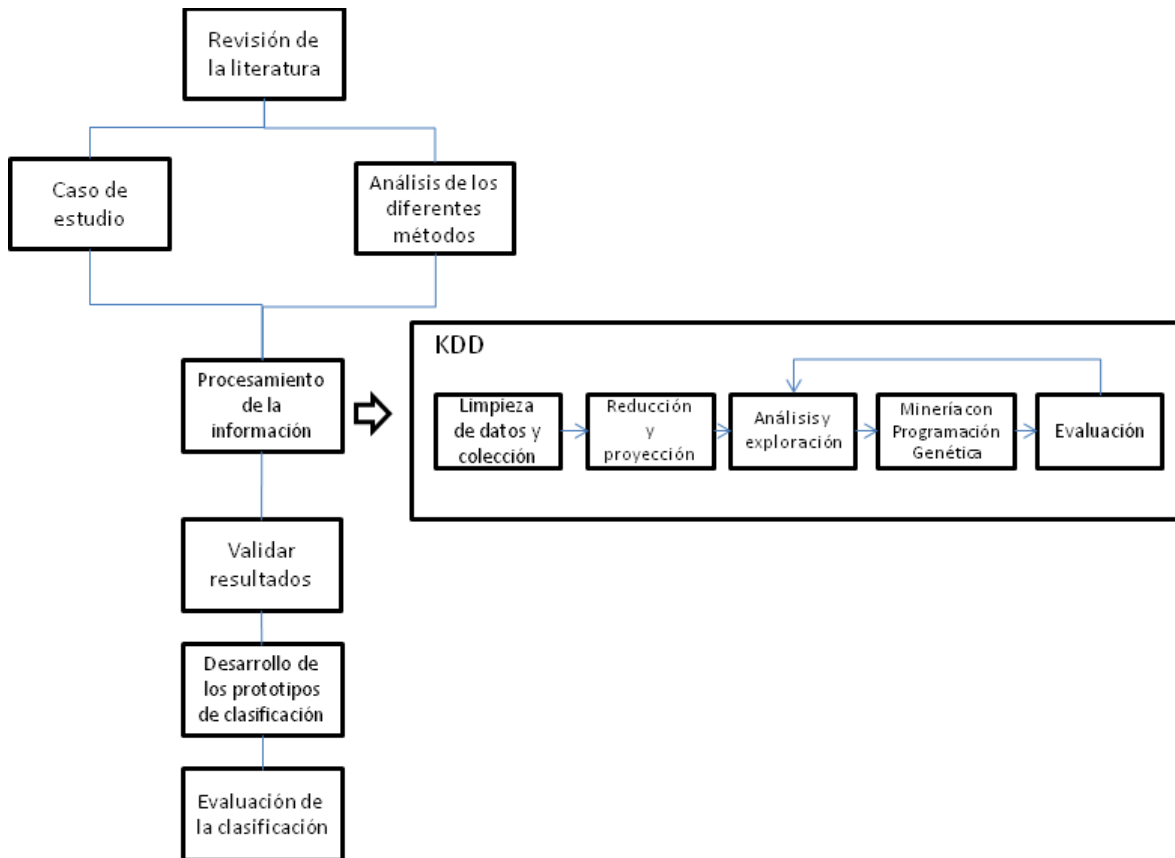 Revisión de
la literatura
Caso de
estudio
Análisis de los
diferentes
métodos
Procesamiento
de la
información
KDD
Limpieza
de datos y
colección
Reducción
y
proyección
Análisis y
exploración
Minería con
Programación
Genética
Evaluación
Validar
resultados
Desarrollo de
los prototipos
de clasificación
Evaluación de
la clasificación